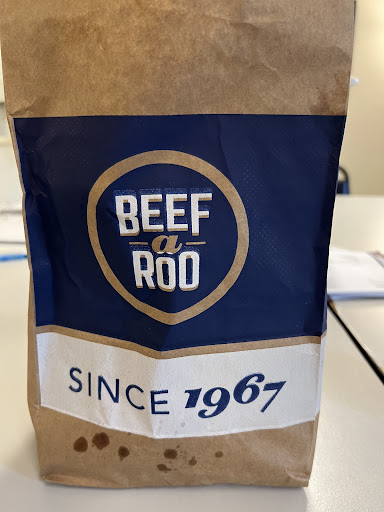 BEEF
a
ROO
SINCE 1967